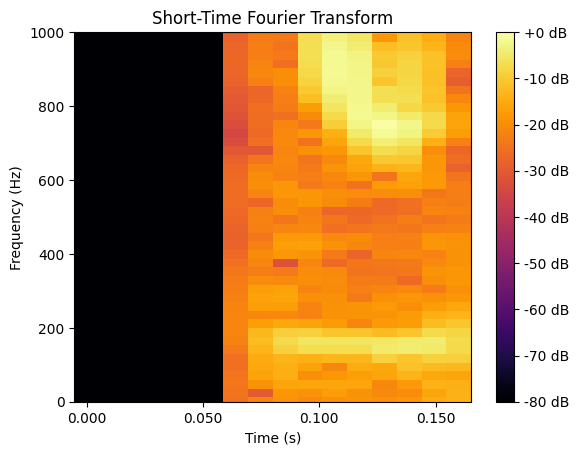 Short-Time Fourier Transform
1000
800
600
400
200
0
Frequency (Hz)
0.000
0.050
0.100
0.150
Time (s)
+0 dB
-10 dB
-20 dB
-30 dB
-40 dB
-50 dB
-60 dB
-70 dB
-80 dB